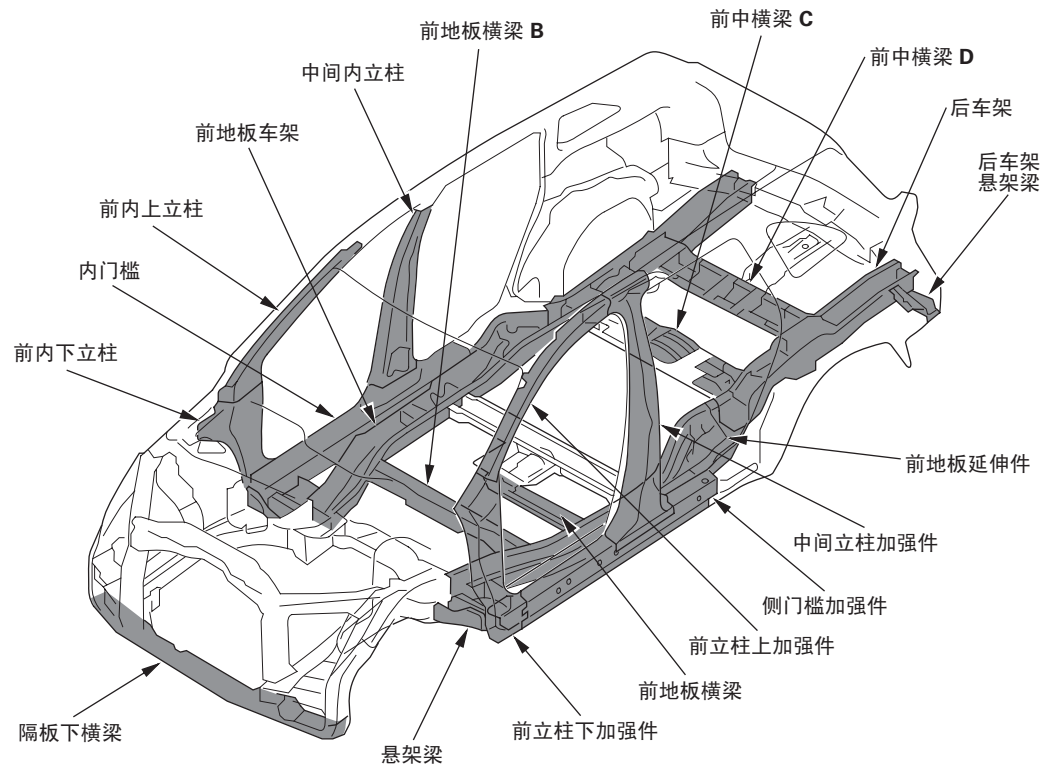 前中横梁 C
前地板横梁 B
前中横梁 D
中间内立柱
后车架
前地板车架
后车架
悬架梁
前内上立柱
内门槛
前内下立柱
前地板延伸件
中间立柱加强件
侧门槛加强件
前立柱上加强件
前地板横梁
前立柱下加强件
隔板下横梁
悬架梁